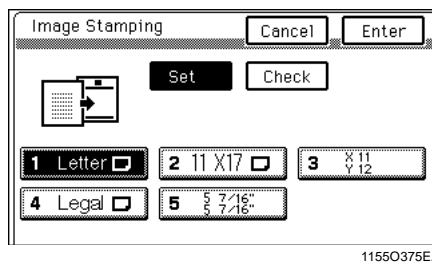 Image Stamping
Cancel Enter
Set Check
1 Letter 2 11 X17 3 X 11
Y 12
4 Legal 5 5 7/16"
5 7/16"
1155O375E